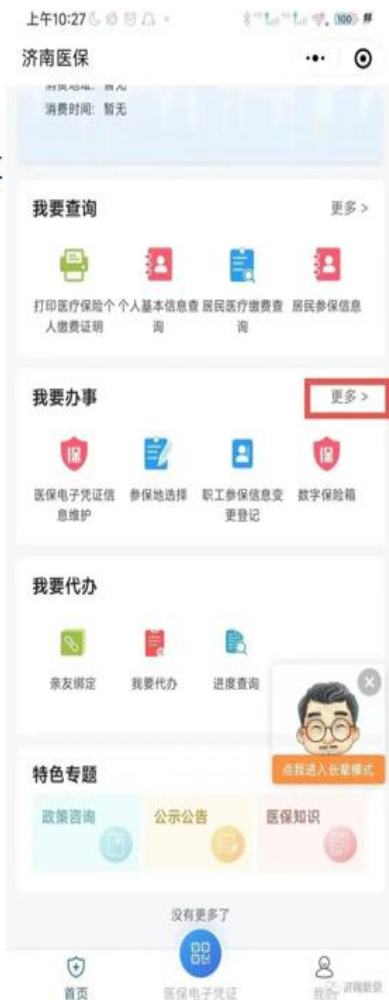 上午10:27
100
济南医保
消费时间：暂无
我要查询
更多 >
打印医疗保险个人缴费证明
个人基本信息查询
居民医疗缴费查询
居民参保信息
我要办事
更多 >
医保电子凭证信息维护
参保地选择
职工参保信息变更登记
数字保险箱
我要代办
亲友绑定
我要代办
进度查询
点我进入长辈模式
特色专题
政策咨询
公示公告
医保知识
没有更多了
首页
医保电子凭证
我的
济南医保